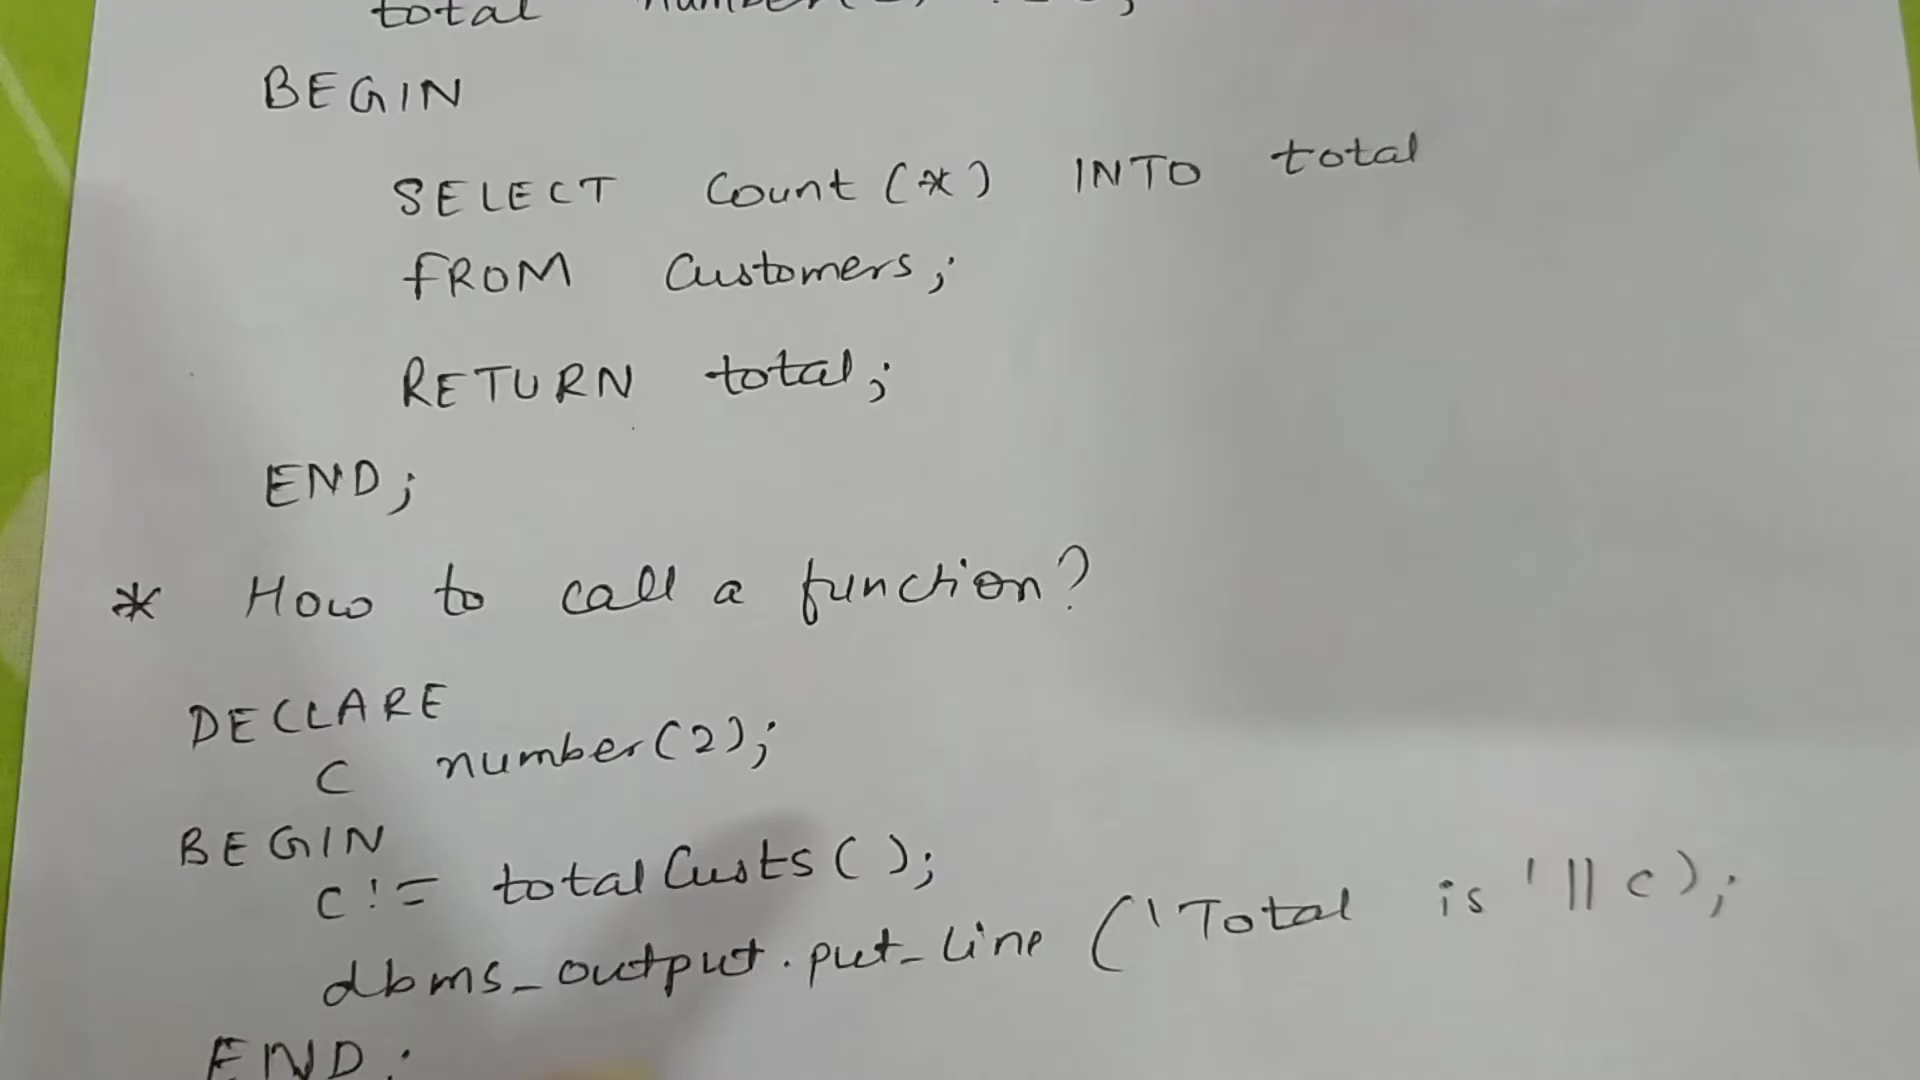 total
BEGIN
SELECT Count (*) INTO total
FROM Customers;
RETURN total;
END;
* How to call a function?
DECLARE
C number(2);
BEGIN
C := totalCusts();
dbms_output.put_line ('Total is '||c);
END;